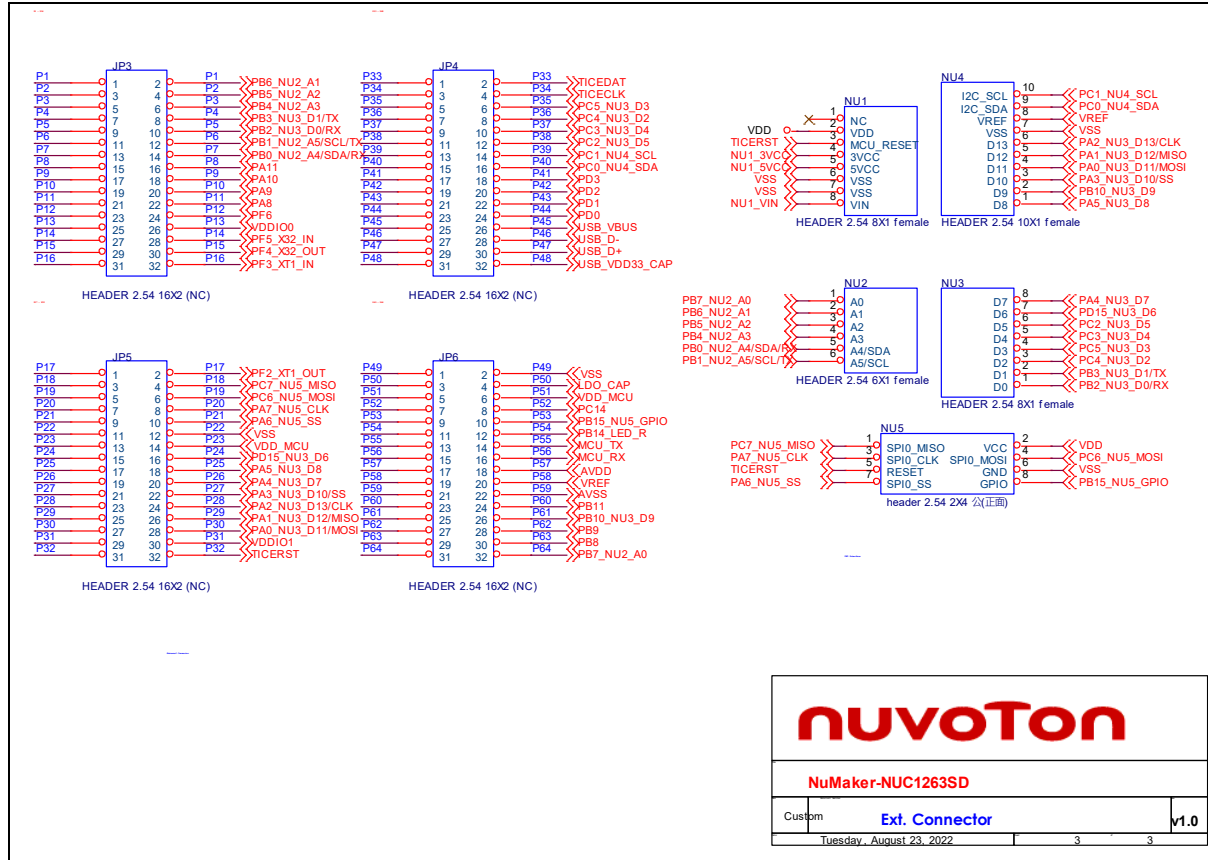 JP3
P1 1 2 P1 PB6_NU2_A1
P2 3 4 P2 PB5_NU2_A2
P3 5 6 P3 PB4_NU2_A3
P4 7 8 P4 PB3_NU3_D1/TX
P5 9 10 P5 PB2_NU3_D0/RX
P6 11 12 P6 PB1_NU2_A5/SCL/TX
P7 13 14 P7 PB0_NU2_A4/SDA/RX
P8 15 16 P8 PA11
P9 17 18 P9 PA10
P10 19 20 P10 PA9
P11 21 22 P11 PA8
P12 23 24 P12 PF6
P13 25 26 P13 VDDIO0
P14 27 28 P14 PF5_X32_IN
P15 29 30 P15 PF4_X32_OUT
P16 31 32 P16 PF3_XT1_IN
HEADER 2.54 16X2 (NC)
JP4
P33 1 2 P33 TICEDAT
P34 3 4 P34 TICECLK
P35 5 6 P35 PC5_NU3_D3
P36 7 8 P36 PC4_NU3_D2
P37 9 10 P37 PC3_NU3_D4
P38 11 12 P38 PC2_NU3_D5
P39 13 14 P39 PC1_NU4_SCL
P40 15 16 P40 PC0_NU4_SDA
P41 17 18 P41 PD3
P42 19 20 P42 PD2
P43 21 22 P43 PD1
P44 23 24 P44 PD0
P45 25 26 P45 USB_VBUS
P46 27 28 P46 USB_D-
P47 29 30 P47 USB_D+
P48 31 32 P48 USB_VDD33_CAP
HEADER 2.54 16X2 (NC)
NU1
1 NC
VDD 2 VDD
TICERST 3 MCU_RESET
NU1_3VCC 4 3VCC
NU1_5VCC 5 5VCC
VSS 6 VSS
VSS 7 VSS
NU1_VIN 8 VIN
HEADER 2.54 8X1 female
NU4
I2C_SCL 10 PC1_NU4_SCL
I2C_SDA 9 PC0_NU4_SDA
VREF 8 VREF
VSS 7 VSS
D13 6 PA2_NU3_D13/CLK
D12 5 PA1_NU3_D12/MISO
D11 4 PA0_NU3_D11/MOSI
D10 3 PA3_NU3_D10/SS
D9 2 PB10_NU3_D9
D8 1 PA5_NU3_D8
HEADER 2.54 10X1 female
NU2
PB7_NU2_A0 1 A0
PB6_NU2_A1 2 A1
PB5_NU2_A2 3 A2
PB4_NU2_A3 4 A3
PB0_NU2_A4/SDA/RX 5 A4/SDA
PB1_NU2_A5/SCL/TX 6 A5/SCL
HEADER 2.54 6X1 female
NU3
D7 8 PA4_NU3_D7
D6 7 PD15_NU3_D6
D5 6 PC2_NU3_D5
D4 5 PC3_NU3_D4
D3 4 PC5_NU3_D3
D2 3 PC4_NU3_D2
D1 2 PB3_NU3_D1/TX
D0 1 PB2_NU3_D0/RX
HEADER 2.54 8X1 female
JP5
P17 1 2 P17 PF2_XT1_OUT
P18 3 4 P18 PC7_NU5_MISO
P19 5 6 P19 PC6_NU5_MOSI
P20 7 8 P20 PA7_NU5_CLK
P21 9 10 P21 PA6_NU5_SS
P22 11 12 P22 VSS
P23 13 14 P23 VDD_MCU
P24 15 16 P24 PD15_NU3_D6
P25 17 18 P25 PA5_NU3_D8
P26 19 20 P26 PA4_NU3_D7
P27 21 22 P27 PA3_NU3_D10/SS
P28 23 24 P28 PA2_NU3_D13/CLK
P29 25 26 P29 PA1_NU3_D12/MISO
P30 27 28 P30 PA0_NU3_D11/MOSI
P31 29 30 P31 VDDIO1
P32 31 32 P32 TICERST
HEADER 2.54 16X2 (NC)
JP6
P49 1 2 P49 VSS
P50 3 4 P50 LDO_CAP
P51 5 6 P51 VDD_MCU
P52 7 8 P52 PC14
P53 9 10 P53 PB15_NU5_GPIO
P54 11 12 P54 PB14_LED_R
P55 13 14 P55 MCU_TX
P56 15 16 P56 MCU_RX
P57 17 18 P57 AVDD
P58 19 20 P58 VREF
P59 21 22 P59 AVSS
P60 23 24 P60 PB11
P61 25 26 P61 PB10_NU3_D9
P62 27 28 P62 PB9
P63 29 30 P63 PB8
P64 31 32 P64 PB7_NU2_A0
HEADER 2.54 16X2 (NC)
NU5
PC7_NU5_MISO 1 SPI0_MISO VCC 2 VDD
PA7_NU5_CLK 3 SPI0_CLK SPI0_MOSI 4 PC6_NU5_MOSI
TICERST 5 RESET GND 6 VSS
PA6_NU5_SS 7 SPI0_SS GPIO 8 PB15_NU5_GPIO
header 2.54 2X4 公(正面)
nuvoTon
NuMaker-NUC1263SD
Custom Ext. Connector v1.0
Tuesday, August 23, 2022 3 3